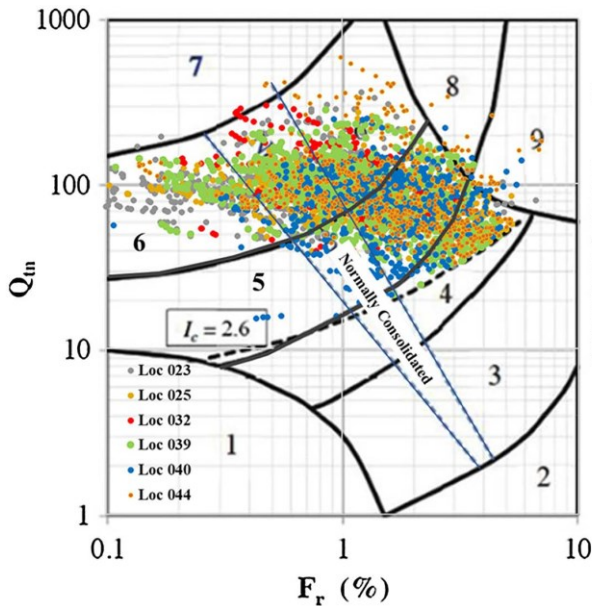 1000
7
8
9
100
6
5
Normally Consolidated
4
I_c = 2.6
10
3
Loc 023
Loc 025
Loc 032
Loc 039
Loc 040
Loc 044
1
2
1
0.1
1
10
Q_tn
F_r (%)